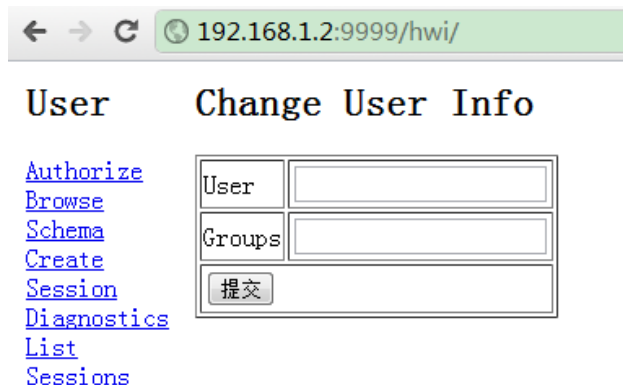 192.168.1.2:9999/hwi/
User
Change User Info
Authorize
Browse
Schema
Create
Session
Diagnostics
List
Sessions
User
Groups
提交